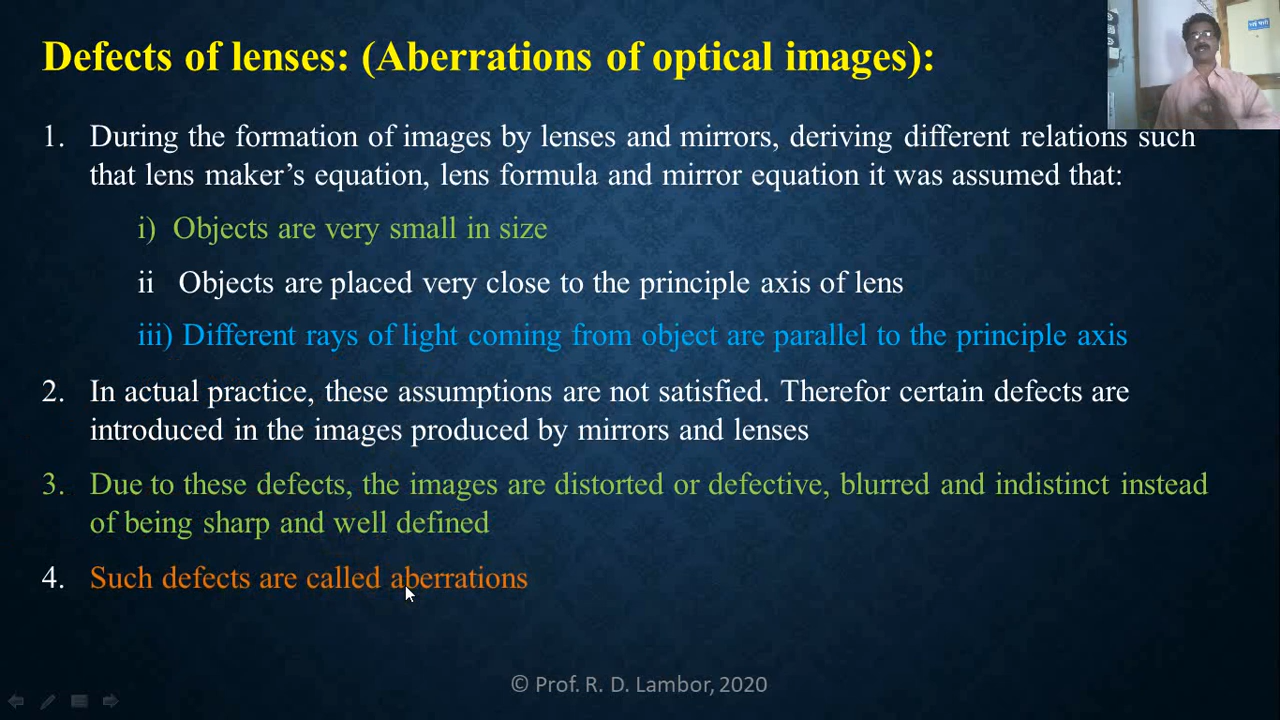 Defects of lenses: (Aberrations of optical images):
1. During the formation of images by lenses and mirrors, deriving different relations such
that lens maker’s equation, lens formula and mirror equation it was assumed that:
i) Objects are very small in size
ii Objects are placed very close to the principle axis of lens
iii) Different rays of light coming from object are parallel to the principle axis
2. In actual practice, these assumptions are not satisfied. Therefor certain defects are
introduced in the images produced by mirrors and lenses
3. Due to these defects, the images are distorted or defective, blurred and indistinct instead
of being sharp and well defined
4. Such defects are called aberrations
© Prof. R. D. Lambor, 2020